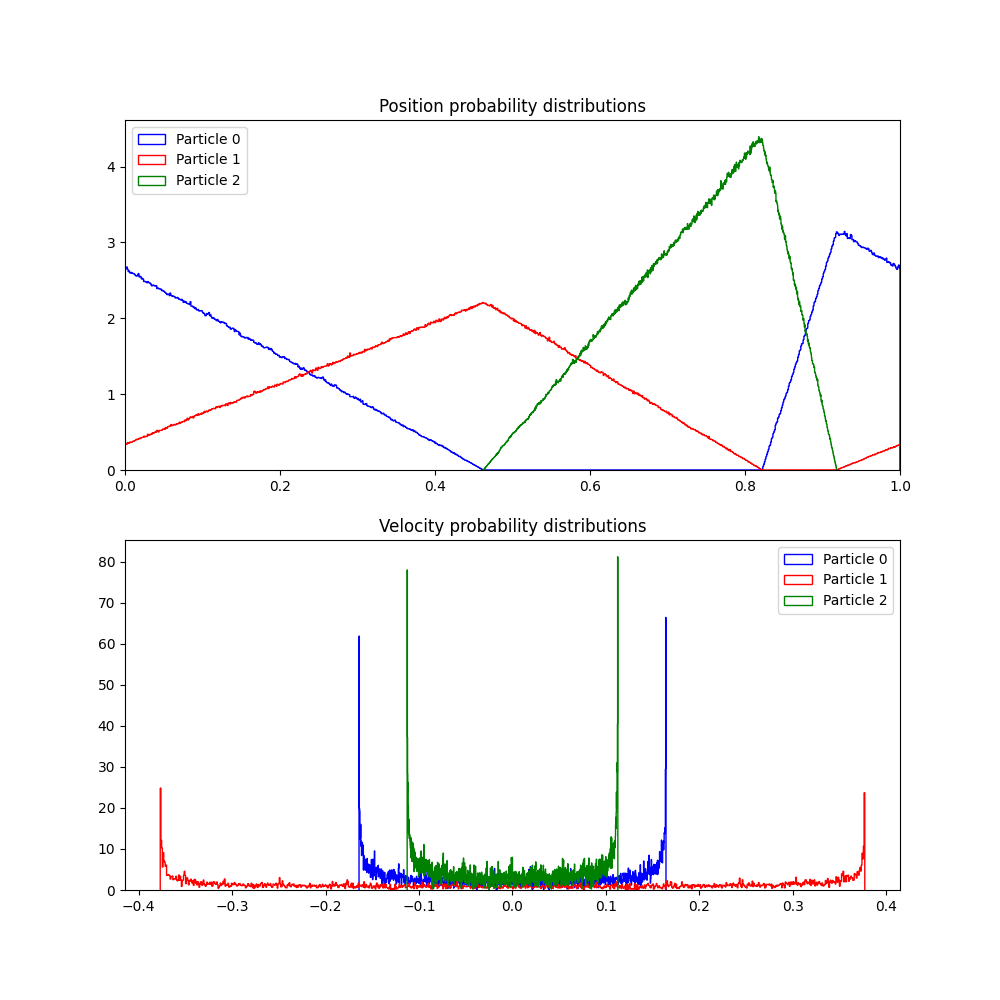 Position probability distributions
Particle 0
Particle 1
Particle 2
4
3
2
1
0
0.0 0.2 0.4 0.6 0.8 1.0
Velocity probability distributions
Particle 0
Particle 1
Particle 2
80
70
60
50
40
30
20
10
0
−0.4 −0.3 −0.2 −0.1 0.0 0.1 0.2 0.3 0.4